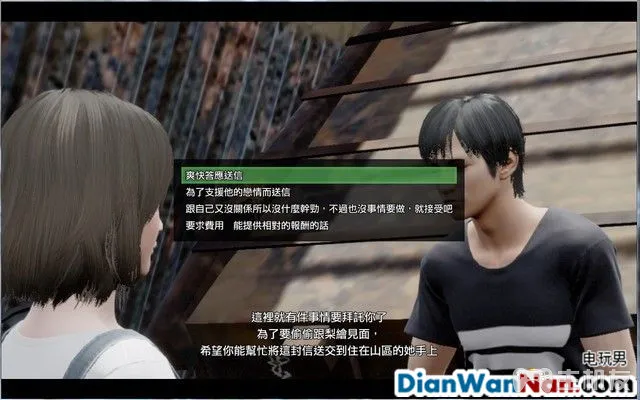 爽快答應送信
為了支援他的戀情而送信
跟自己又沒關係所以沒什麼幹勁，不過也沒事情要做，就接受吧
要求費用　能提供相對的報酬的話
這裡就有件事情要拜託你了
為了要偷偷跟梨繪見面，
希望你能幫忙將這封信送交到住在山區的她手上
电玩男
DianWanNan.com